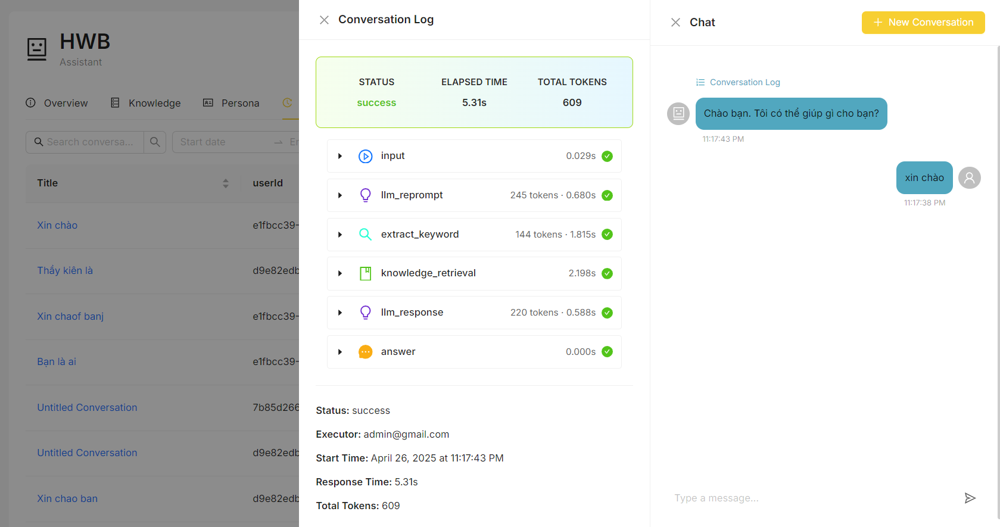 HWB
Assistant
Overview
Knowledge
Persona
Search conversa...
Start date
Title
userId
Xin chào
e1fbcc39-
Thầy kiên là
d9e82edb
Xin chaof banj
e1fbcc39-
Bạn là ai
e1fbcc39-
Untitled Conversation
7b85d266
Untitled Conversation
d9e82edb
Xin chao ban
d9e82edb
Conversation Log
STATUS
success
ELAPSED TIME
5.31s
TOTAL TOKENS
609
input 0.029s
llm_reprompt 245 tokens · 0.680s
extract_keyword 144 tokens · 1.815s
knowledge_retrieval 2.198s
llm_response 220 tokens · 0.588s
answer 0.000s
Status: success
Executor: admin@gmail.com
Start Time: April 26, 2025 at 11:17:43 PM
Response Time: 5.31s
Total Tokens: 609
Chat
New Conversation
Conversation Log
Chào bạn. Tôi có thể giúp gì cho bạn?
11:17:43 PM
xin chào
11:17:38 PM
Type a message...